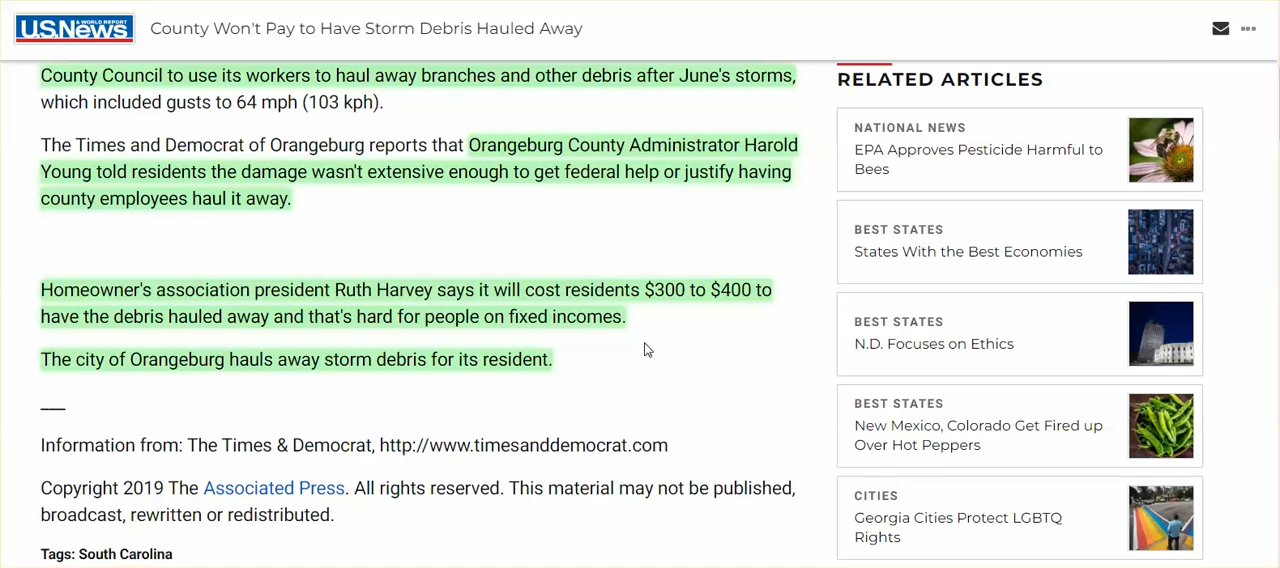 U.S.News
& WORLD REPORT
County Won't Pay to Have Storm Debris Hauled Away
County Council to use its workers to haul away branches and other debris after June's storms,
which included gusts to 64 mph (103 kph).
The Times and Democrat of Orangeburg reports that Orangeburg County Administrator Harold
Young told residents the damage wasn't extensive enough to get federal help or justify having
county employees haul it away.
Homeowner's association president Ruth Harvey says it will cost residents $300 to $400 to
have the debris hauled away and that's hard for people on fixed incomes.
The city of Orangeburg hauls away storm debris for its resident.
___
Information from: The Times & Democrat, http://www.timesanddemocrat.com
Copyright 2019 The Associated Press. All rights reserved. This material may not be published,
broadcast, rewritten or redistributed.
Tags: South Carolina
RELATED ARTICLES
NATIONAL NEWS
EPA Approves Pesticide Harmful to
Bees
BEST STATES
States With the Best Economies
BEST STATES
N.D. Focuses on Ethics
BEST STATES
New Mexico, Colorado Get Fired up
Over Hot Peppers
CITIES
Georgia Cities Protect LGBTQ
Rights